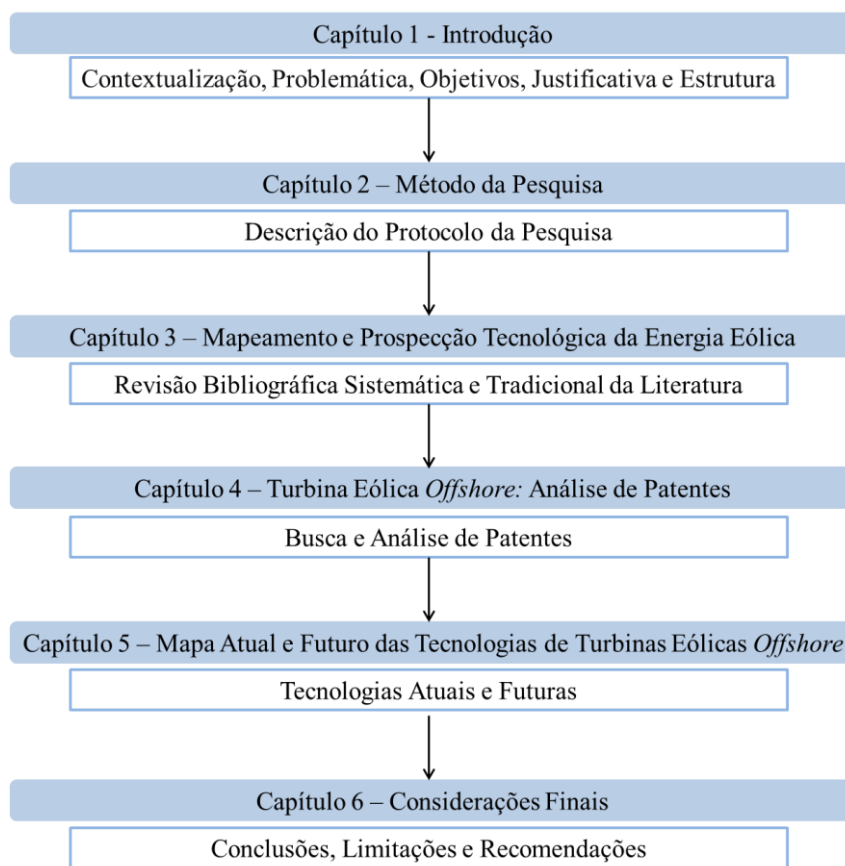 Capítulo 1 - Introdução
Contextualização, Problemática, Objetivos, Justificativa e Estrutura
Capítulo 2 – Método da Pesquisa
Descrição do Protocolo da Pesquisa
Capítulo 3 – Mapeamento e Prospecção Tecnológica da Energia Eólica
Revisão Bibliográfica Sistemática e Tradicional da Literatura
Capítulo 4 – Turbina Eólica Offshore: Análise de Patentes
Busca e Análise de Patentes
Capítulo 5 – Mapa Atual e Futuro das Tecnologias de Turbinas Eólicas Offshore
Tecnologias Atuais e Futuras
Capítulo 6 – Considerações Finais
Conclusões, Limitações e Recomendações